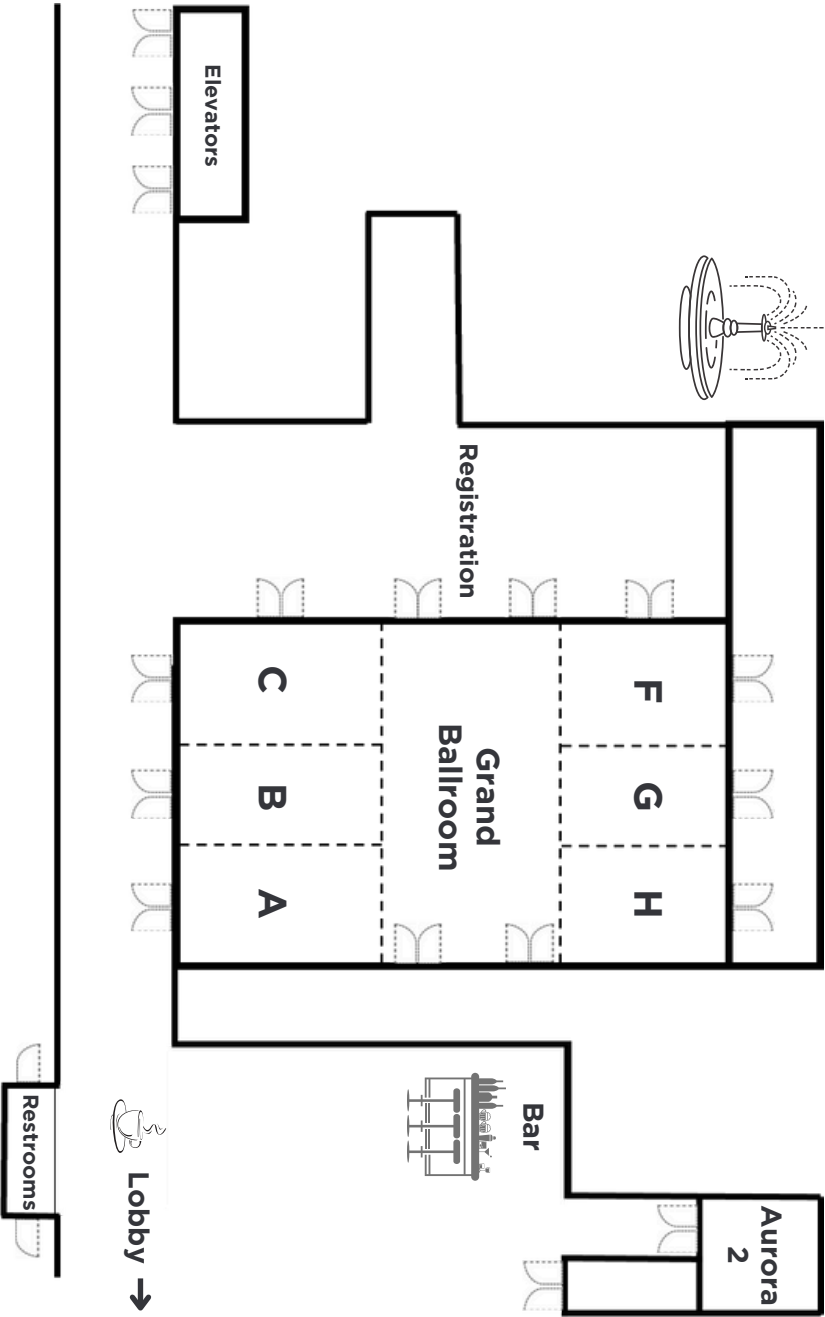 Aurora
2
F
G
H
Bar
Registration
Grand
Ballroom
C
B
A
Elevators
Lobby →
Restrooms